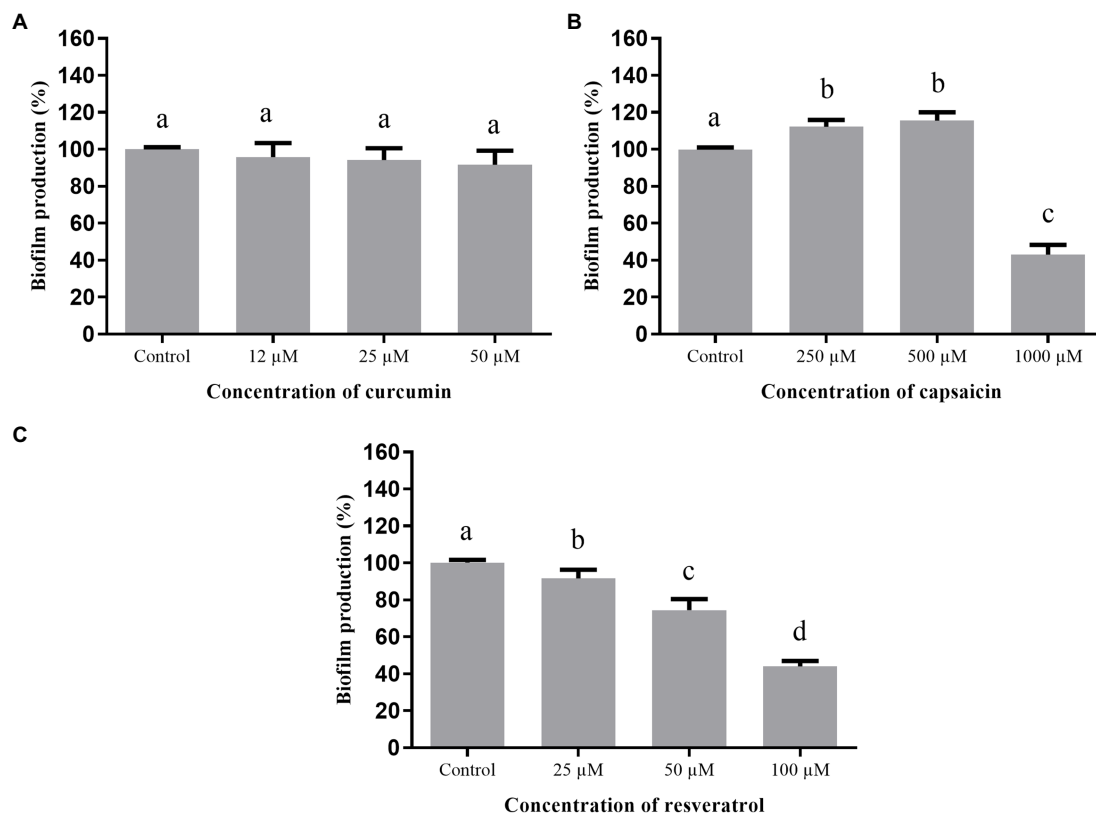 A
160
140
120
100
80
60
40
20
0
Biofilm production (%)
a a a a
Control 12 µM 25 µM 50 µM
Concentration of curcumin
B
160
140
120
100
80
60
40
20
0
Biofilm production (%)
a b b c
Control 250 µM 500 µM 1000 µM
Concentration of capsaicin
C
160
140
120
100
80
60
40
20
0
Biofilm production (%)
a b c d
Control 25 µM 50 µM 100 µM
Concentration of resveratrol